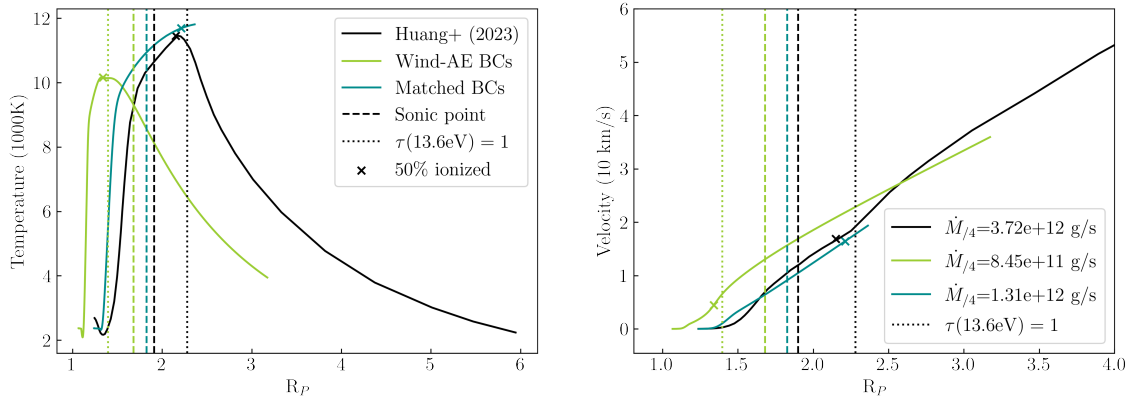 12
10
8
6
4
2
Temperature (1000K)
1
2
3
4
5
6
R_P
Huang+ (2023)
Wind-AE BCs
Matched BCs
Sonic point
τ(13.6eV) = 1
50% ionized
6
5
4
3
2
1
0
Velocity (10 km/s)
1.0
1.5
2.0
2.5
3.0
3.5
4.0
R_P
Ṁ_/4=3.72e+12 g/s
Ṁ_/4=8.45e+11 g/s
Ṁ_/4=1.31e+12 g/s
τ(13.6eV) = 1